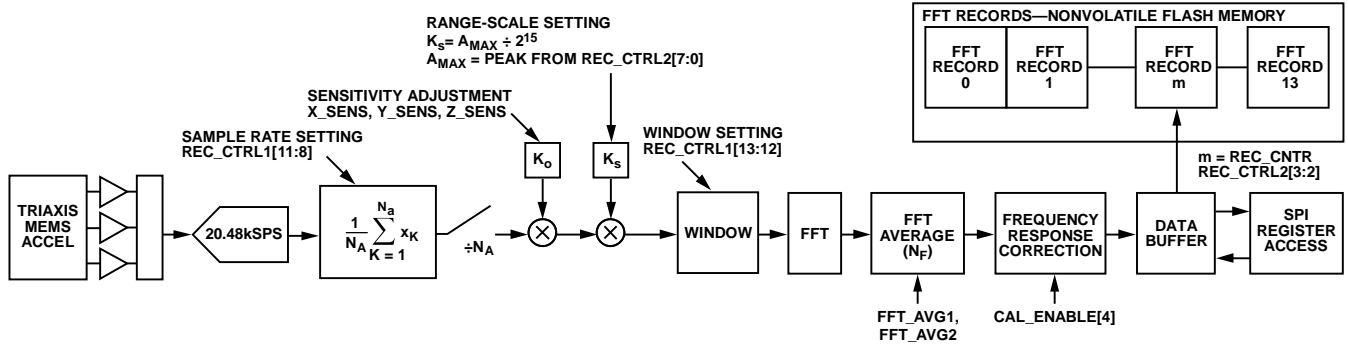 RANGE-SCALE SETTING
Ks= AMAX ÷ 2^15
AMAX = PEAK FROM REC_CTRL2[7:0]
SENSITIVITY ADJUSTMENT
X_SENS, Y_SENS, Z_SENS
SAMPLE RATE SETTING
REC_CTRL1[11:8]
WINDOW SETTING
REC_CTRL1[13:12]
FFT RECORDS—NONVOLATILE FLASH MEMORY
FFT
RECORD
0
FFT
RECORD
1
FFT
RECORD
m
FFT
RECORD
13
m = REC_CNTR
REC_CTRL2[3:2]
TRIAXIS
MEMS
ACCEL
20.48kSPS
1
NA
Na
∑ xK
K = 1
÷NA
Ko
Ks
×
×
WINDOW
FFT
FFT
AVERAGE
(NF)
FREQUENCY
RESPONSE
CORRECTION
DATA
BUFFER
SPI
REGISTER
ACCESS
FFT_AVG1,
FFT_AVG2
CAL_ENABLE[4]